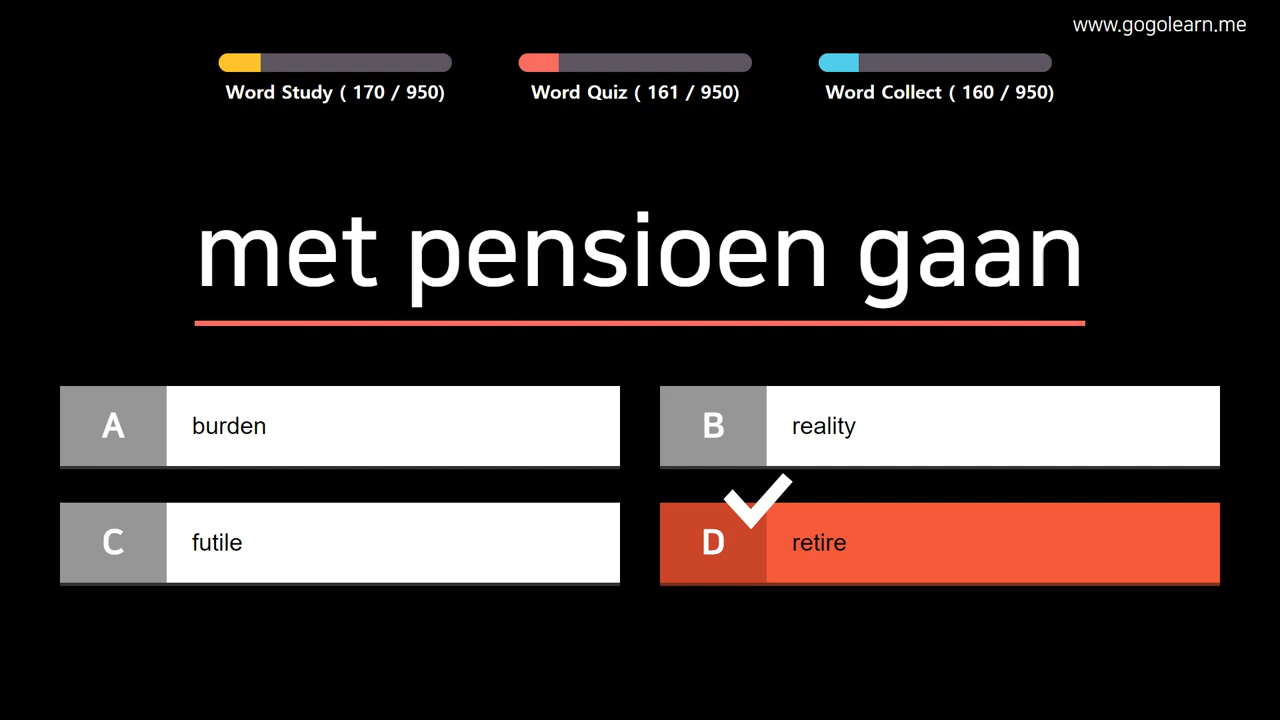 www.gogolearn.me
Word Study ( 170 / 950)
Word Quiz ( 161 / 950)
Word Collect ( 160 / 950)
met pensioen gaan
A burden
B reality
C futile
D retire